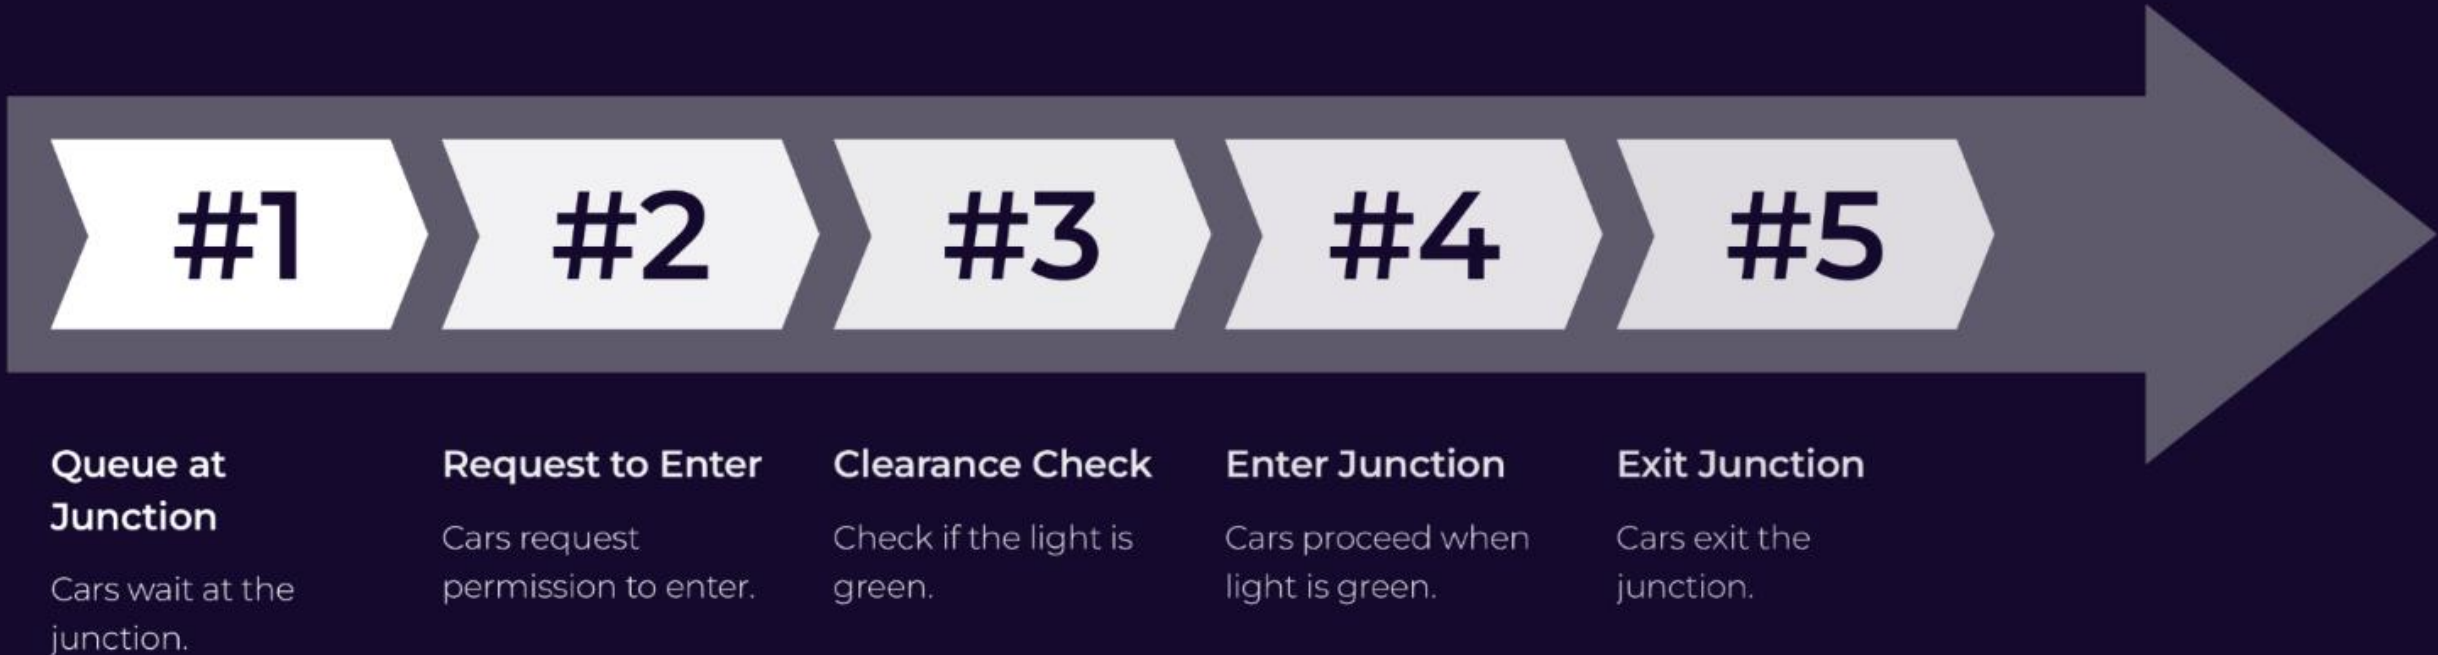 #1
#2
#3
#4
#5
Queue at
Junction
Cars wait at the
junction.
Request to Enter
Cars request
permission to enter.
Clearance Check
Check if the light is
green.
Enter Junction
Cars proceed when
light is green.
Exit Junction
Cars exit the
junction.